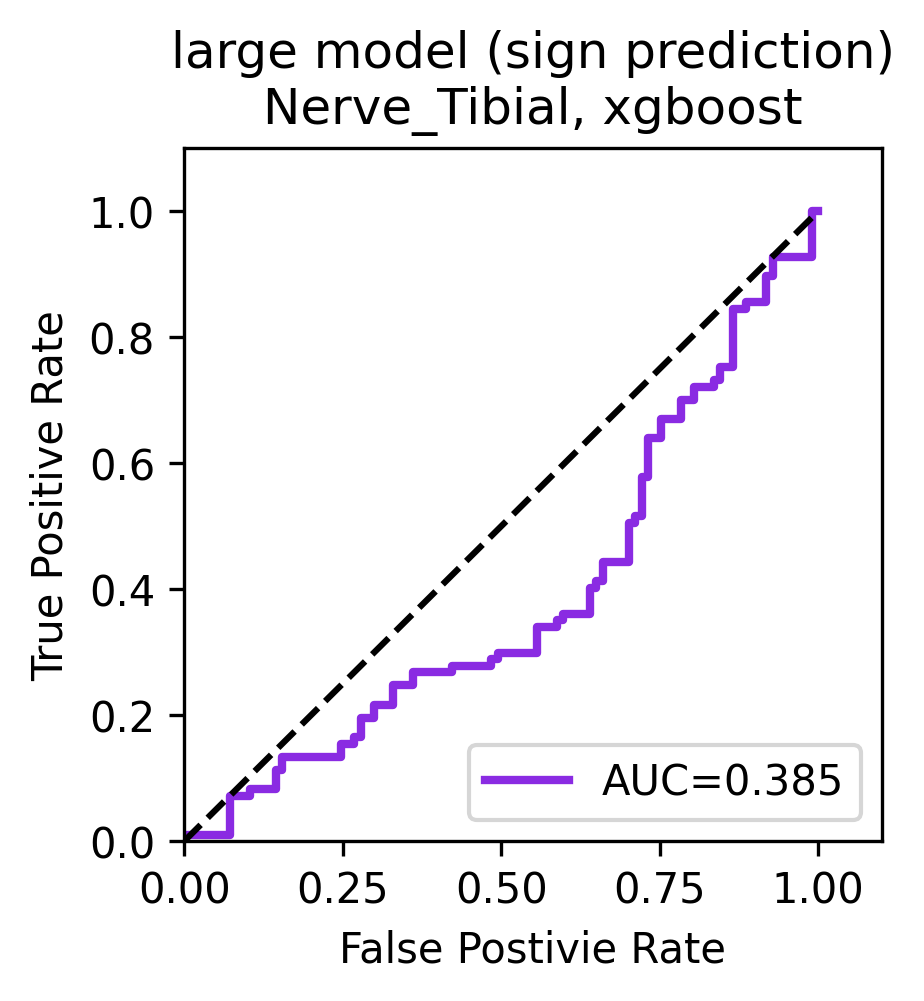 large model (sign prediction)
Nerve_Tibial, xgboost
1.0
0.8
0.6
0.4
0.2
0.0
True Positive Rate
AUC=0.385
0.00 0.25 0.50 0.75 1.00
False Postivie Rate